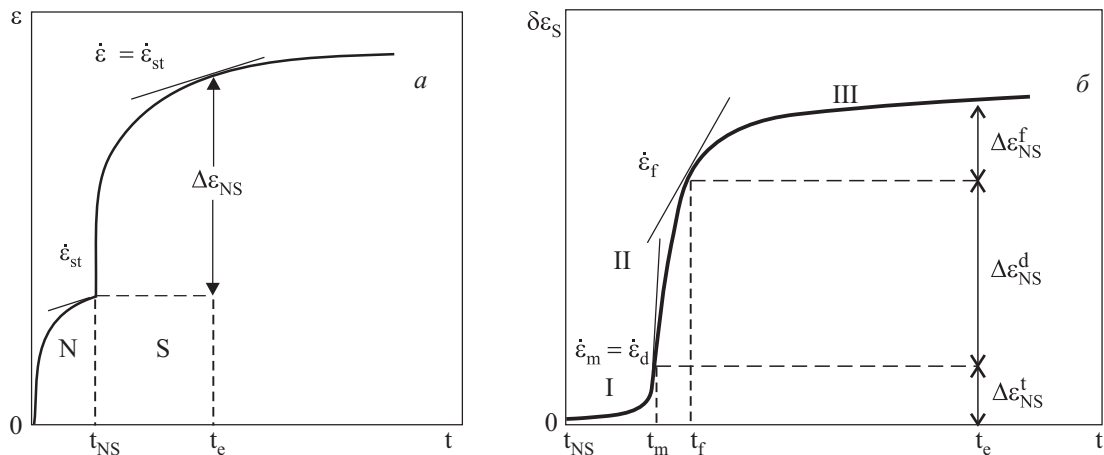 ε
ε̇ = ε̇st
а
ΔεNS
ε̇st
N
S
0
tNS
te
t
δεS
б
III
ΔεᶠNS
ε̇f
II
ΔεᵈNS
ε̇m = ε̇d
I
ΔεᵗNS
0
tNS
tm
tf
te
t